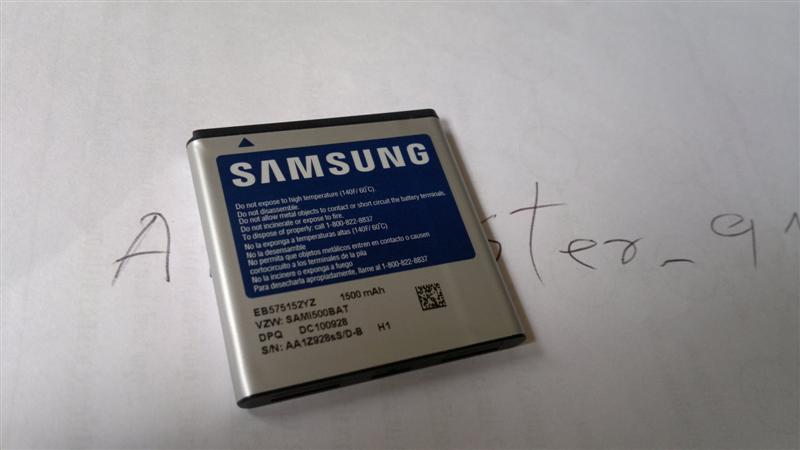 SAMSUNG
Do not expose to high temperature (140F/ 60°C).
Do not disassemble.
Do not allow metal objects to contact or short circuit the battery terminals.
Do not incinerate or expose to fire.
To dispose of properly: call 1-800-822-8837
No la exponga a temperaturas altas (140F/ 60°C)
No la desensamble
No permita que objetos metálicos entren en contacto o causen
cortocircuito a los terminales de la pila
No la incinere o exponga a fuego
Para desecharla apropiadamente, llame al 1-800-822-8837
EB575152YZ 1500 mAh
VZW: SAMI500BAT
DPQ DC100928
S/N: AA1Z928sS/D-B H1